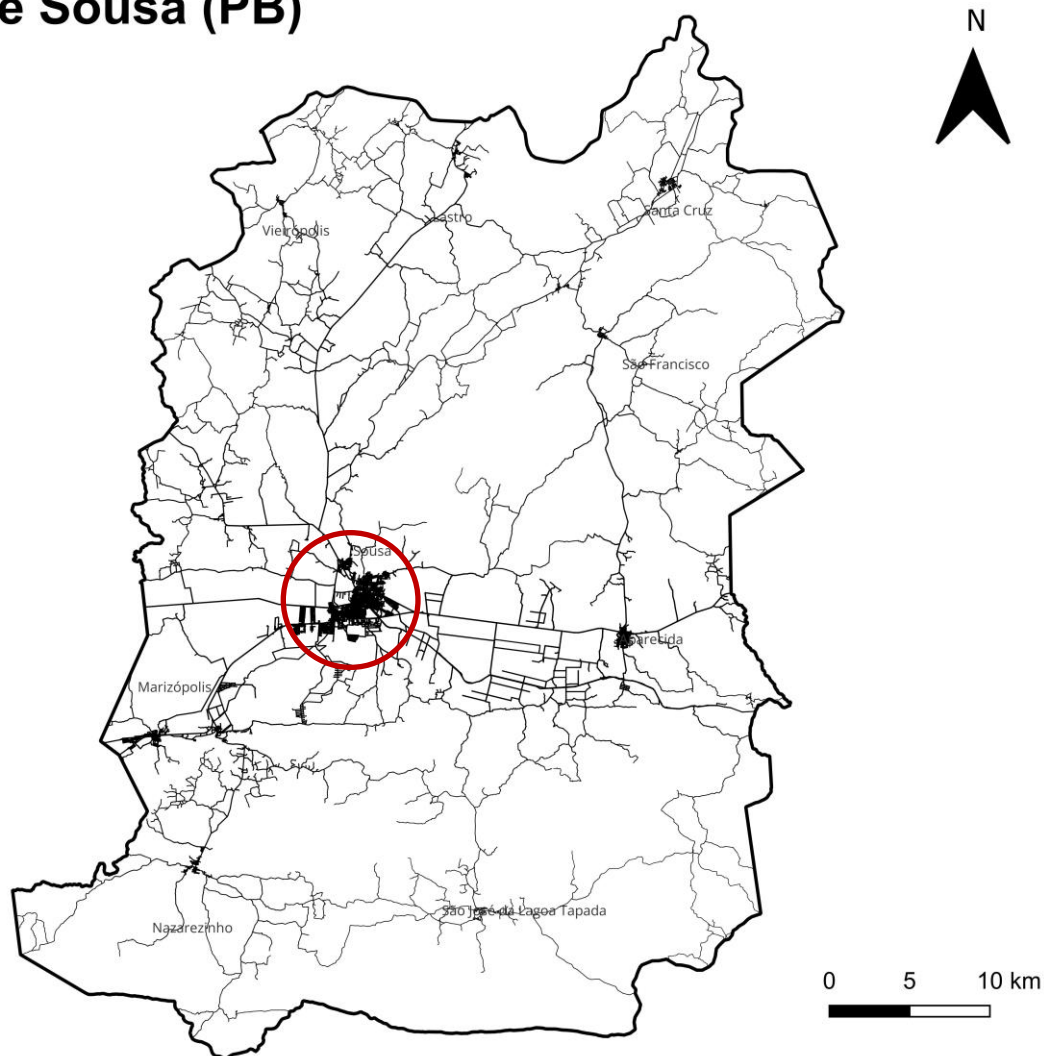 e Sousa (PB)
N
Santa Cruz
Lastro
Vieirópolis
São Francisco
Sousa
Aparecida
Marizópolis
São José da Lagoa Tapada
Nazarezinho
0 5 10 km